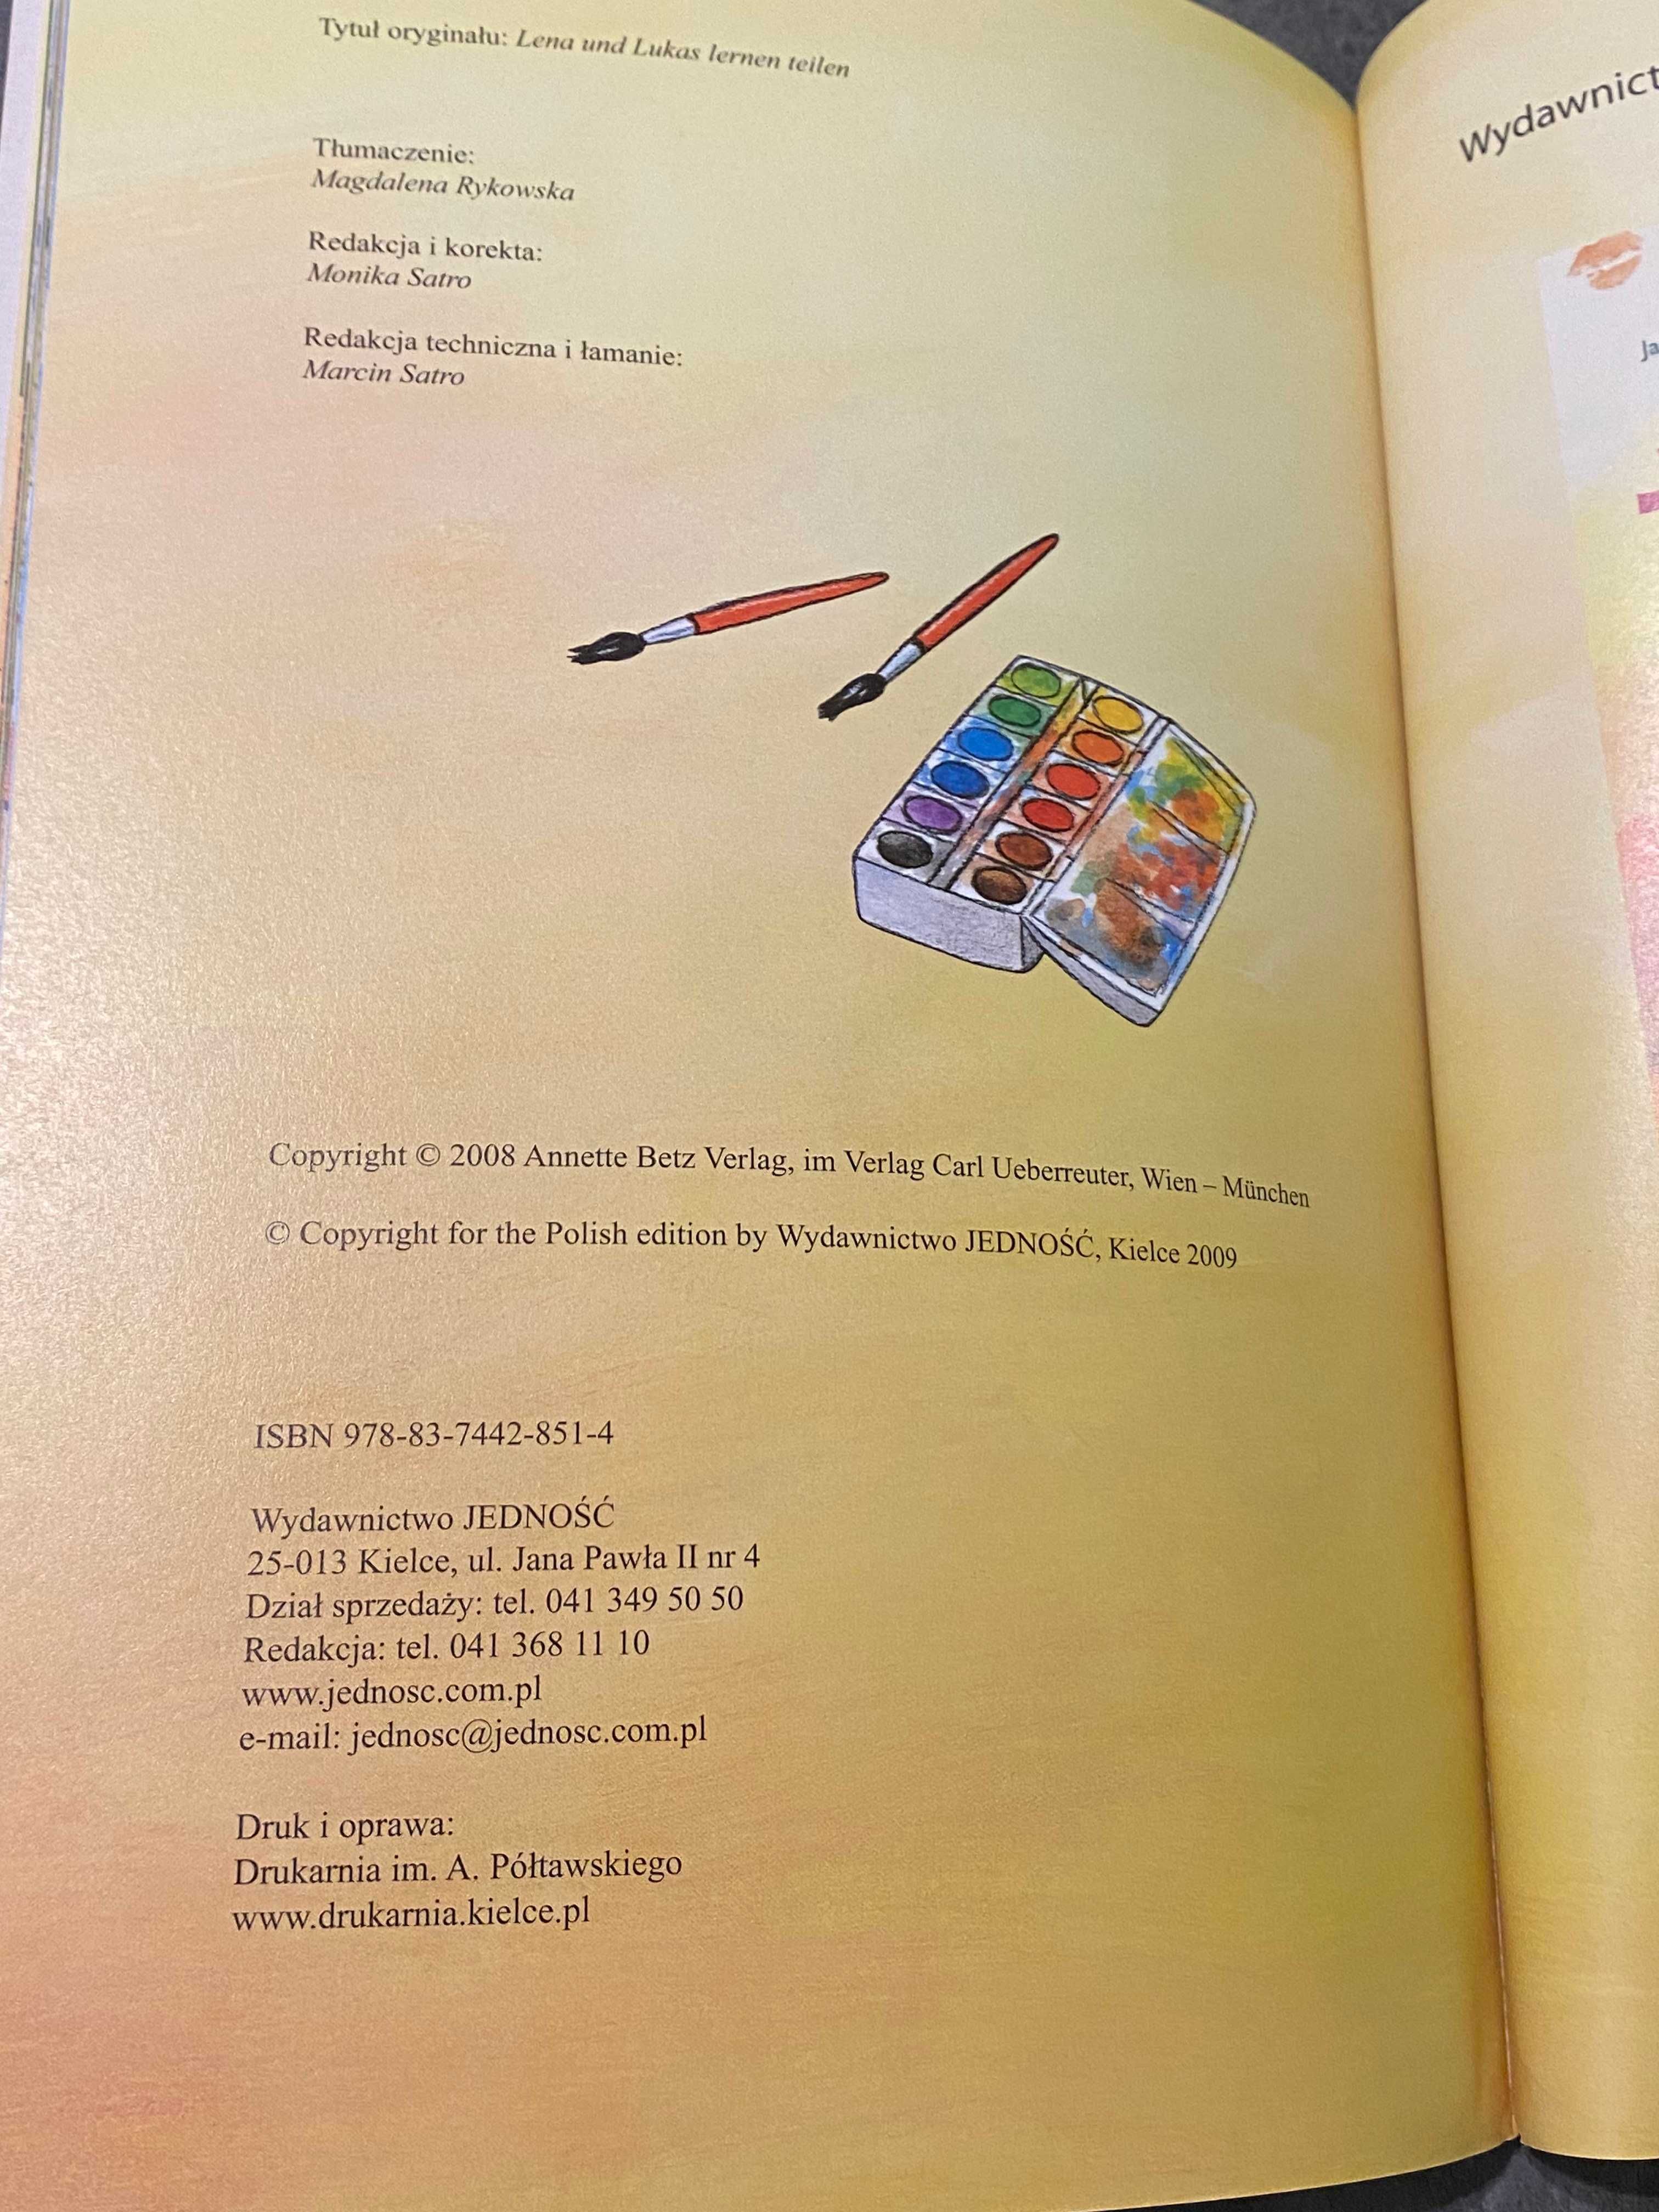 Tytuł oryginału: Lena und Lukas lernen teilen
Tłumaczenie:
Magdalena Rykowska
Redakcja i korekta:
Monika Satro
Redakcja techniczna i łamanie:
Marcin Satro
Copyright © 2008 Annette Betz Verlag, im Verlag Carl Ueberreuter, Wien – München
© Copyright for the Polish edition by Wydawnictwo JEDNOŚĆ, Kielce 2009
ISBN 978-83-7442-851-4
Wydawnictwo JEDNOŚĆ
25-013 Kielce, ul. Jana Pawła II nr 4
Dział sprzedaży: tel. 041 349 50 50
Redakcja: tel. 041 368 11 10
www.jednosc.com.pl
e-mail: jednosc@jednosc.com.pl
Druk i oprawa:
Drukarnia im. A. Półtawskiego
www.drukarnia.kielce.pl
Wydawnict
Ja